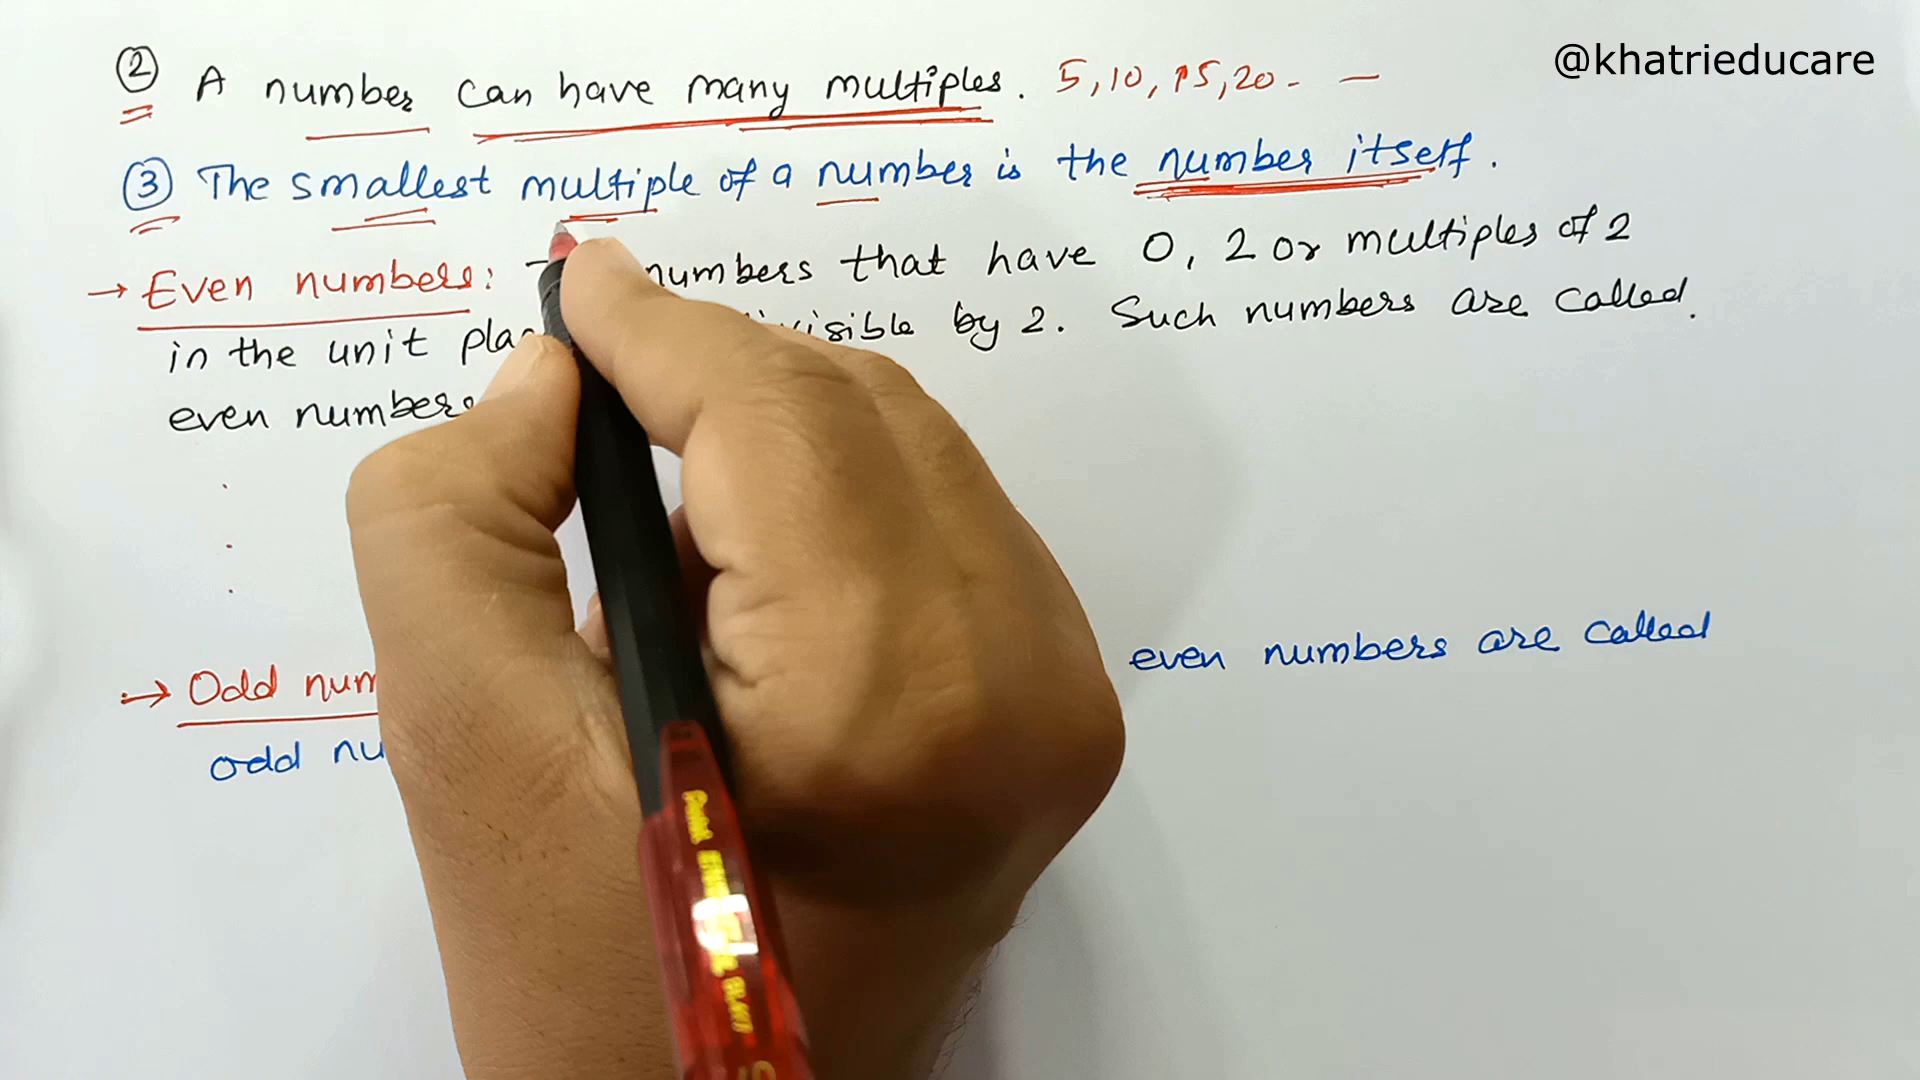 @khatrieducare
② A number can have many multiples. 5, 10, 15, 20 - —
③ The smallest multiple of a number is the number itself.
→ Even numbers: numbers that have 0, 2 or multiples of 2
in the unit pla divisible by 2. Such numbers are called
even numbers
→ Odd num even numbers are called
odd nu